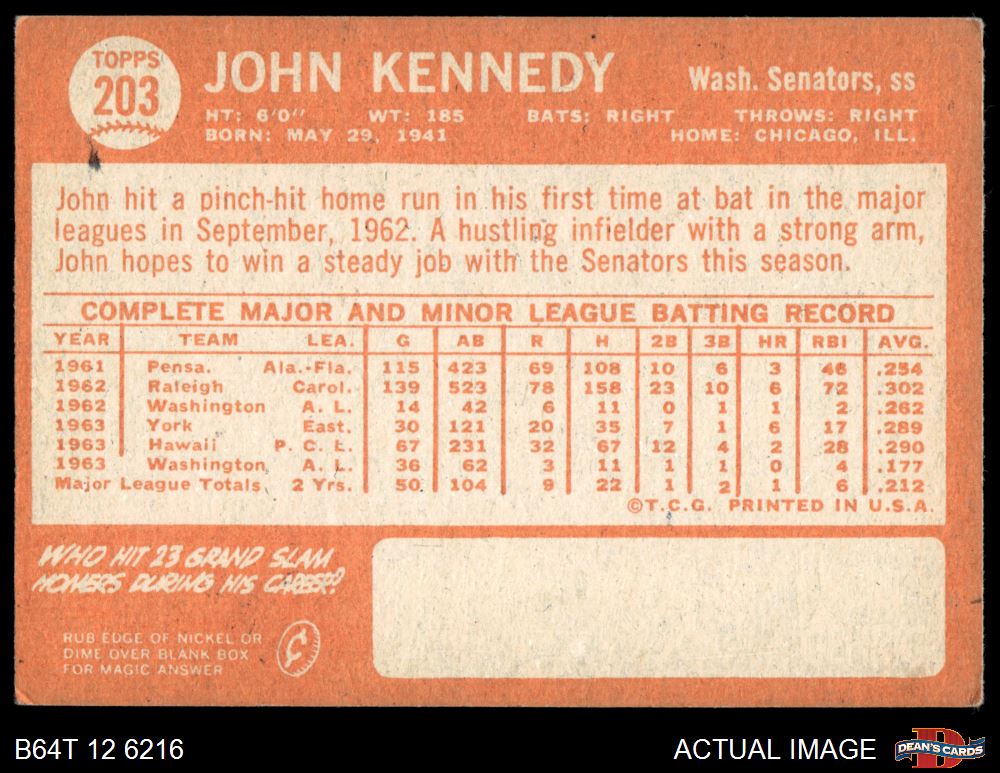 TOPPS
203
JOHN KENNEDY
Wash. Senators, ss
HT: 6'0" WT: 185 BATS: RIGHT THROWS: RIGHT
BORN: MAY 29, 1941 HOME: CHICAGO, ILL.
John hit a pinch-hit home run in his first time at bat in the major
leagues in September, 1962. A hustling infielder with a strong arm,
John hopes to win a steady job with the Senators this season.
COMPLETE MAJOR AND MINOR LEAGUE BATTING RECORD
YEAR TEAM LEA. G AB R H 2B 3B HR RBI AVG.
1961 Pensa. Ala.-Fla. 115 423 69 108 10 6 3 46 .254
1962 Raleigh Carol. 139 523 78 158 23 10 6 72 .302
1962 Washington A. L. 14 42 6 11 0 1 1 2 .262
1963 York East. 30 121 20 35 7 1 6 17 .289
1963 Hawaii P. C. L. 67 231 32 67 12 4 2 28 .290
1963 Washington A. L. 36 62 3 11 1 1 0 4 .177
Major League Totals 2 Yrs. 50 104 9 22 1 2 1 6 .212
©T.C.G. PRINTED IN U.S.A.
WHO HIT 23 GRAND SLAM
HOMERS DURING HIS CAREER?
RUB EDGE OF NICKEL OR
DIME OVER BLANK BOX
FOR MAGIC ANSWER
¢
B64T 12 6216
ACTUAL IMAGE
D
DEAN'S CARDS